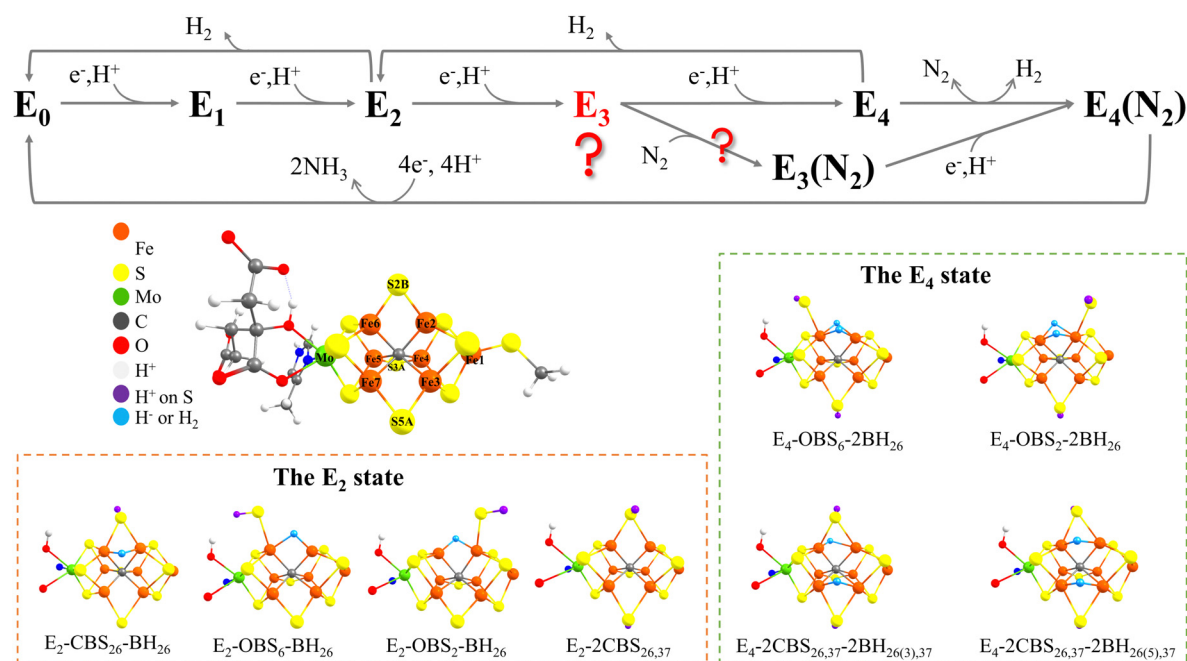 H₂ H₂
e⁻,H⁺ e⁻,H⁺ e⁻,H⁺ e⁻,H⁺ N₂ H₂
E₀ E₁ E₂ E₃ E₄ E₄(N₂)
? N₂ ? E₃(N₂) e⁻,H⁺
2NH₃ 4e⁻, 4H⁺
Fe
S
Mo
C
O
H⁺
H⁺ on S
H⁻ or H₂
S2B
Fe6 Fe2
Mo Fe5 Fe4 Fe1
S3A
Fe7 Fe3
S5A
The E₄ state
E₄-OBS₆-2BH₂₆ E₄-OBS₂-2BH₂₆
E₄-2CBS₂₆,₃₇-2BH₂₆₍₃₎,₃₇ E₄-2CBS₂₆,₃₇-2BH₂₆₍₅₎,₃₇
The E₂ state
E₂-CBS₂₆-BH₂₆ E₂-OBS₆-BH₂₆ E₂-OBS₂-BH₂₆ E₂-2CBS₂₆,₃₇